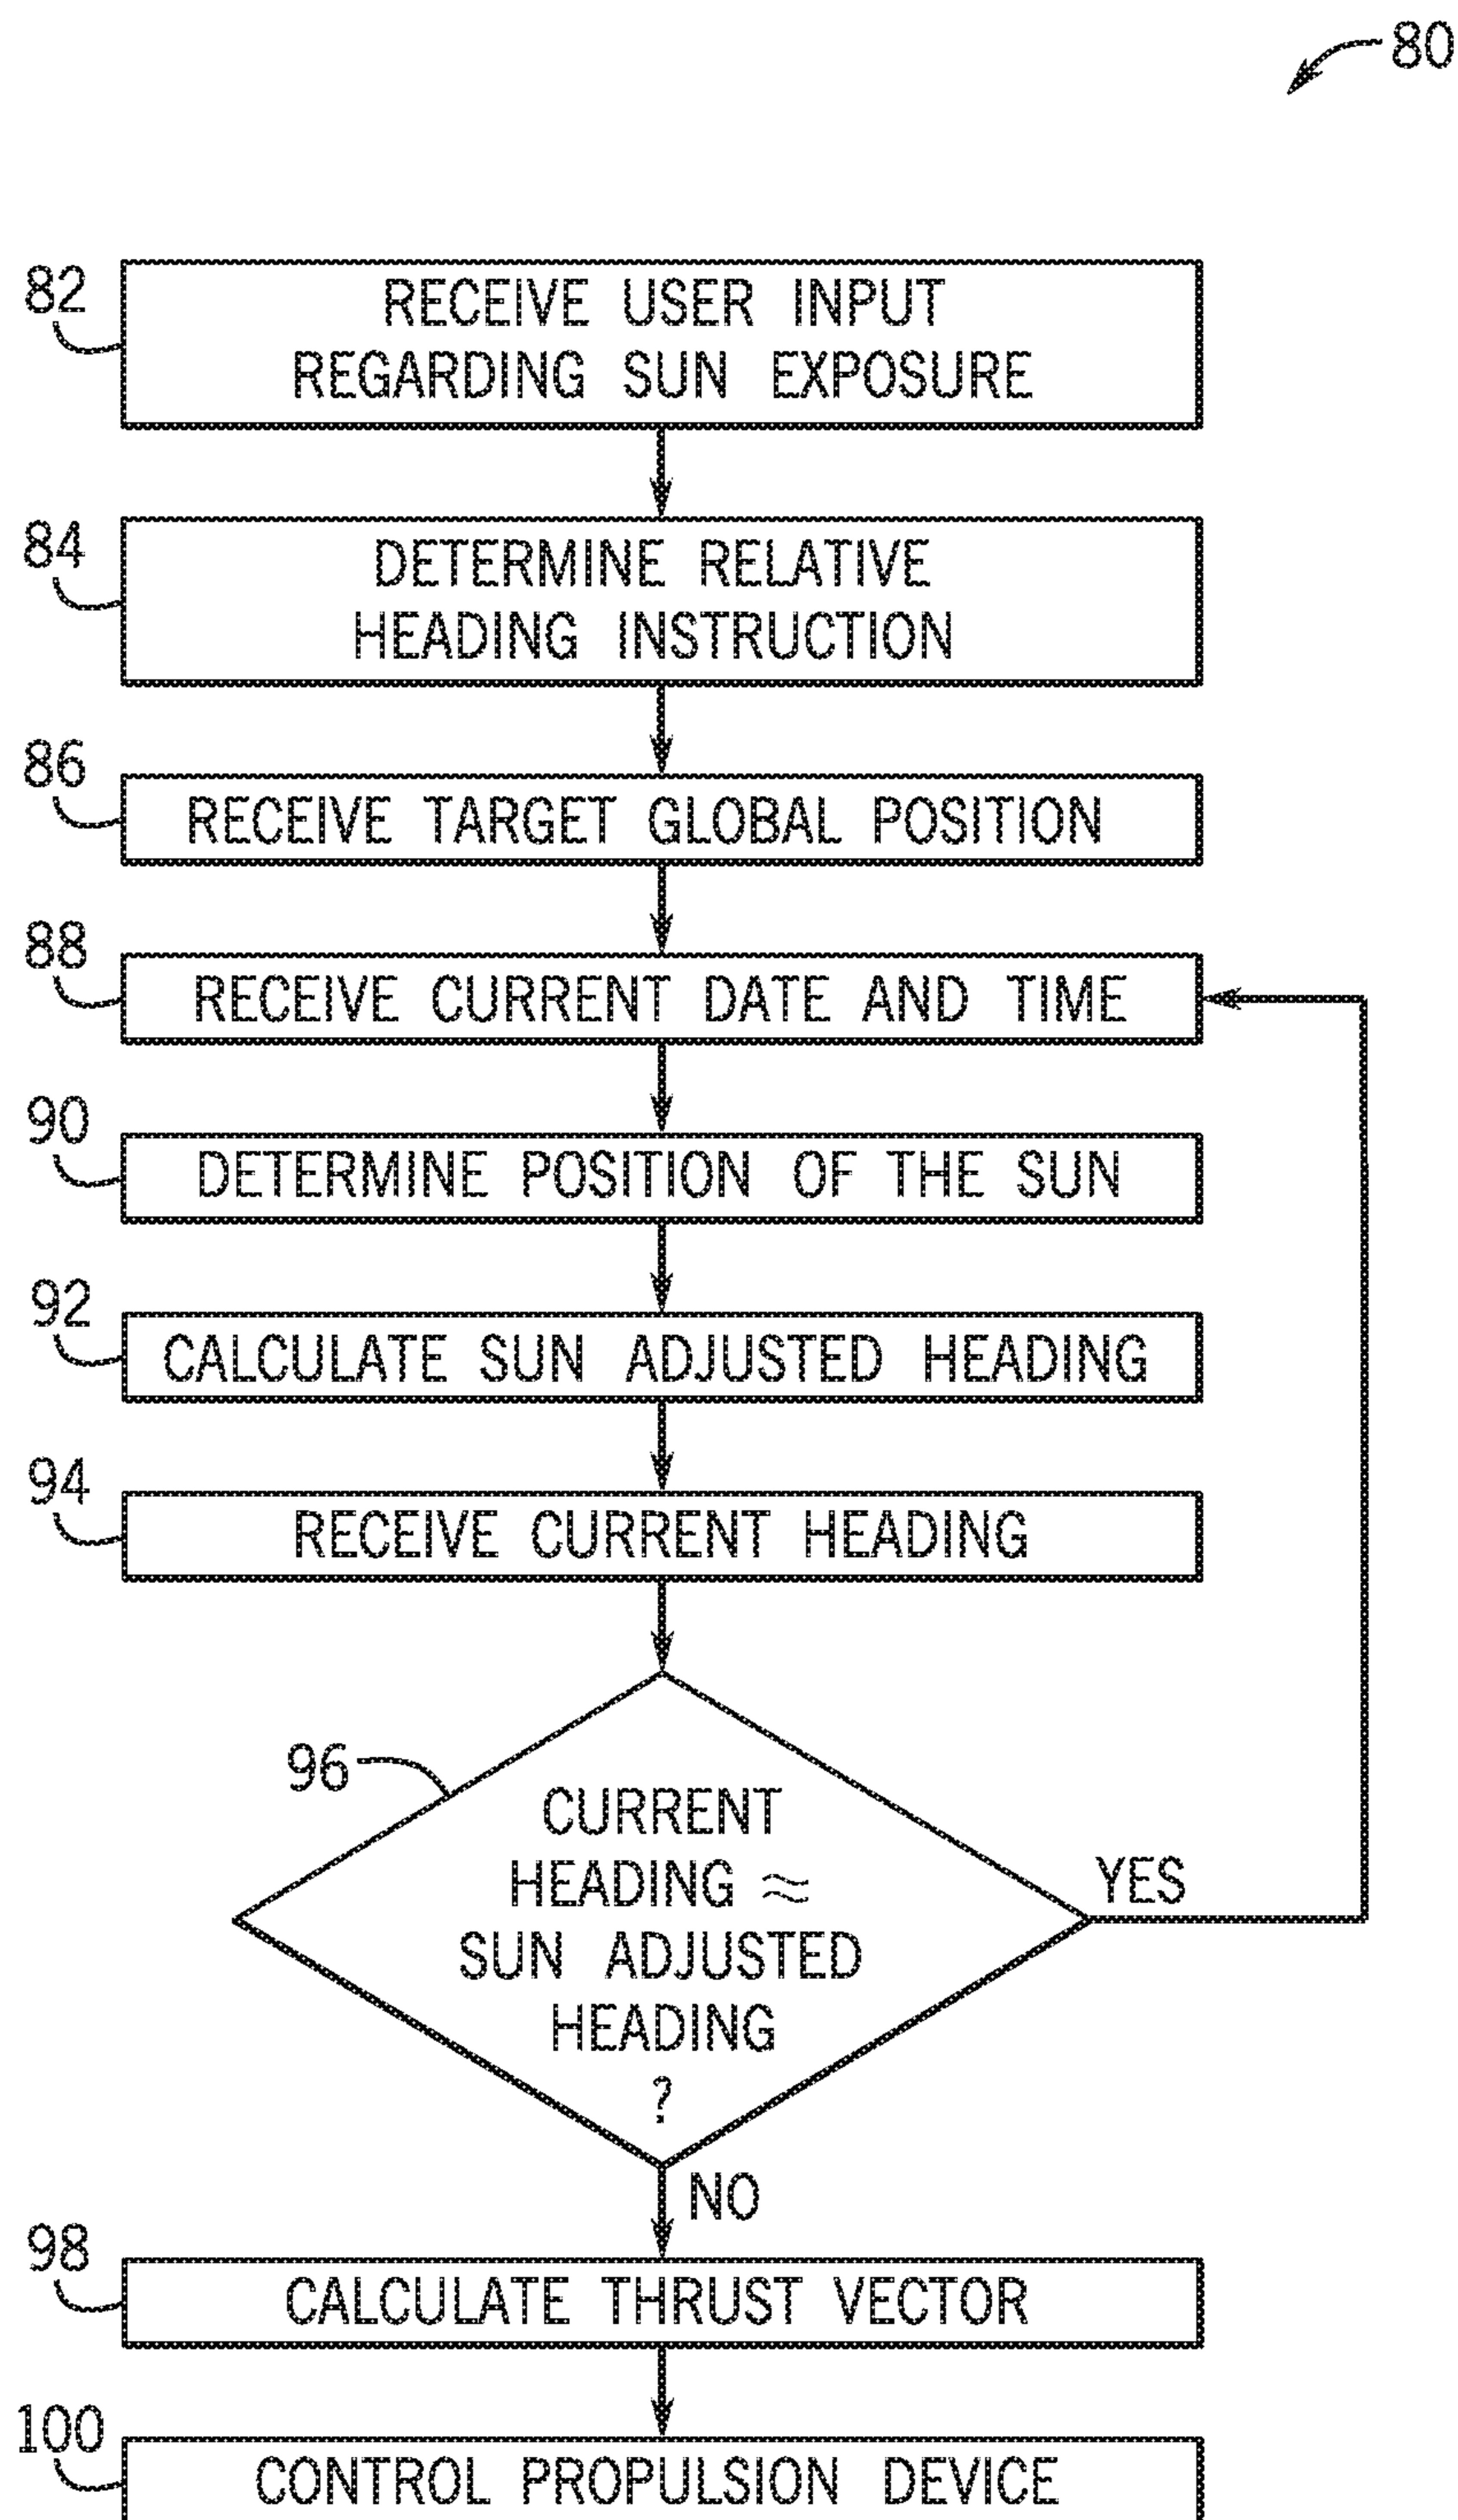 80
82
RECEIVE USER INPUT
REGARDING SUN EXPOSURE
84
DETERMINE RELATIVE
HEADING INSTRUCTION
86
RECEIVE TARGET GLOBAL POSITION
88
RECEIVE CURRENT DATE AND TIME
90
DETERMINE POSITION OF THE SUN
92
CALCULATE SUN ADJUSTED HEADING
94
RECEIVE CURRENT HEADING
96
CURRENT
HEADING ≈
SUN ADJUSTED
HEADING
?
YES
NO
98
CALCULATE THRUST VECTOR
100
CONTROL PROPULSION DEVICE